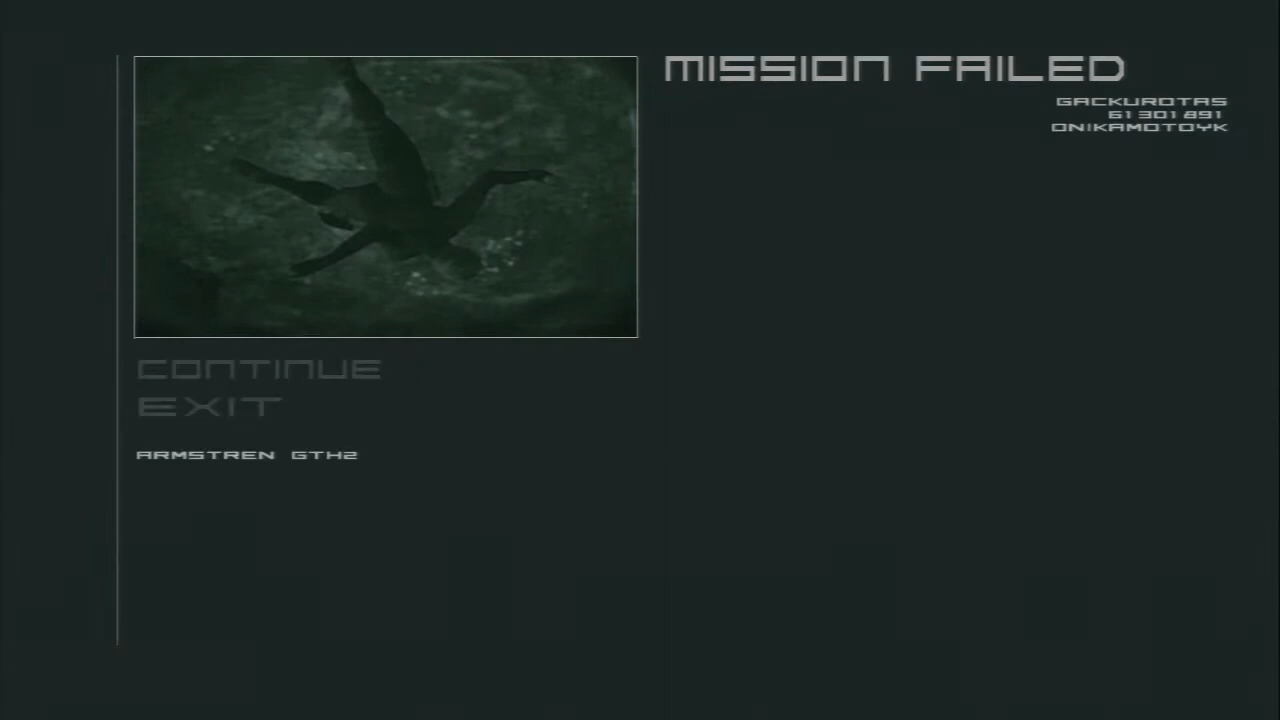 MISSION FAILED
GACKUROTAS
61 301 891
ONIKAMOTOYK
CONTINUE
EXIT
ARMSTREN GTH2